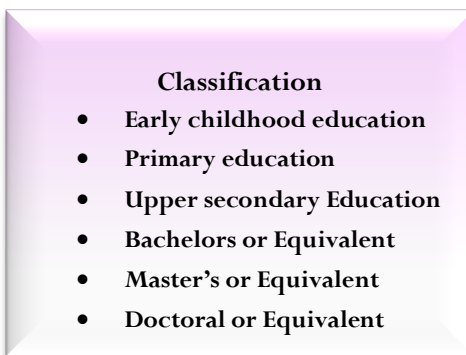 Classification
• Early childhood education
• Primary education
• Upper secondary Education
• Bachelors or Equivalent
• Master’s or Equivalent
• Doctoral or Equivalent